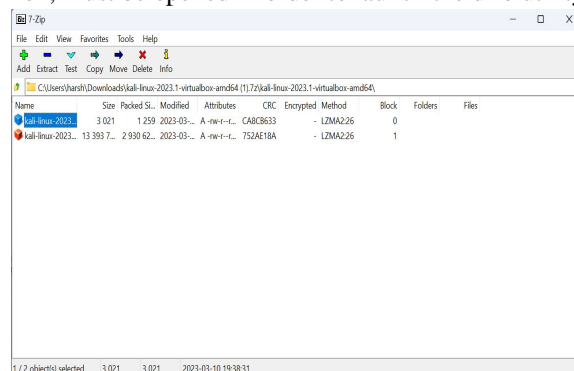 7-Zip
File Edit View Favorites Tools Help
Add Extract Test Copy Move Delete Info
C:\Users\harsh\Downloads\kali-linux-2023.1-virtualbox-amd64 (1).7z\kali-linux-2023.1-virtualbox-amd64\
Name Size Packed Si... Modified Attributes CRC Encrypted Method Block Folders Files
kali-linux-2023... 3 021 1 259 2023-03-... A -rw-r--r... CA8CB633 - LZMA2:26 0
kali-linux-2023... 13 393 7... 2 930 62... 2023-03-... A -rw-r--r... 752AE18A - LZMA2:26 1
1 / 2 object(s) selected 3 021 3 021 2023-03-10 19:38:31